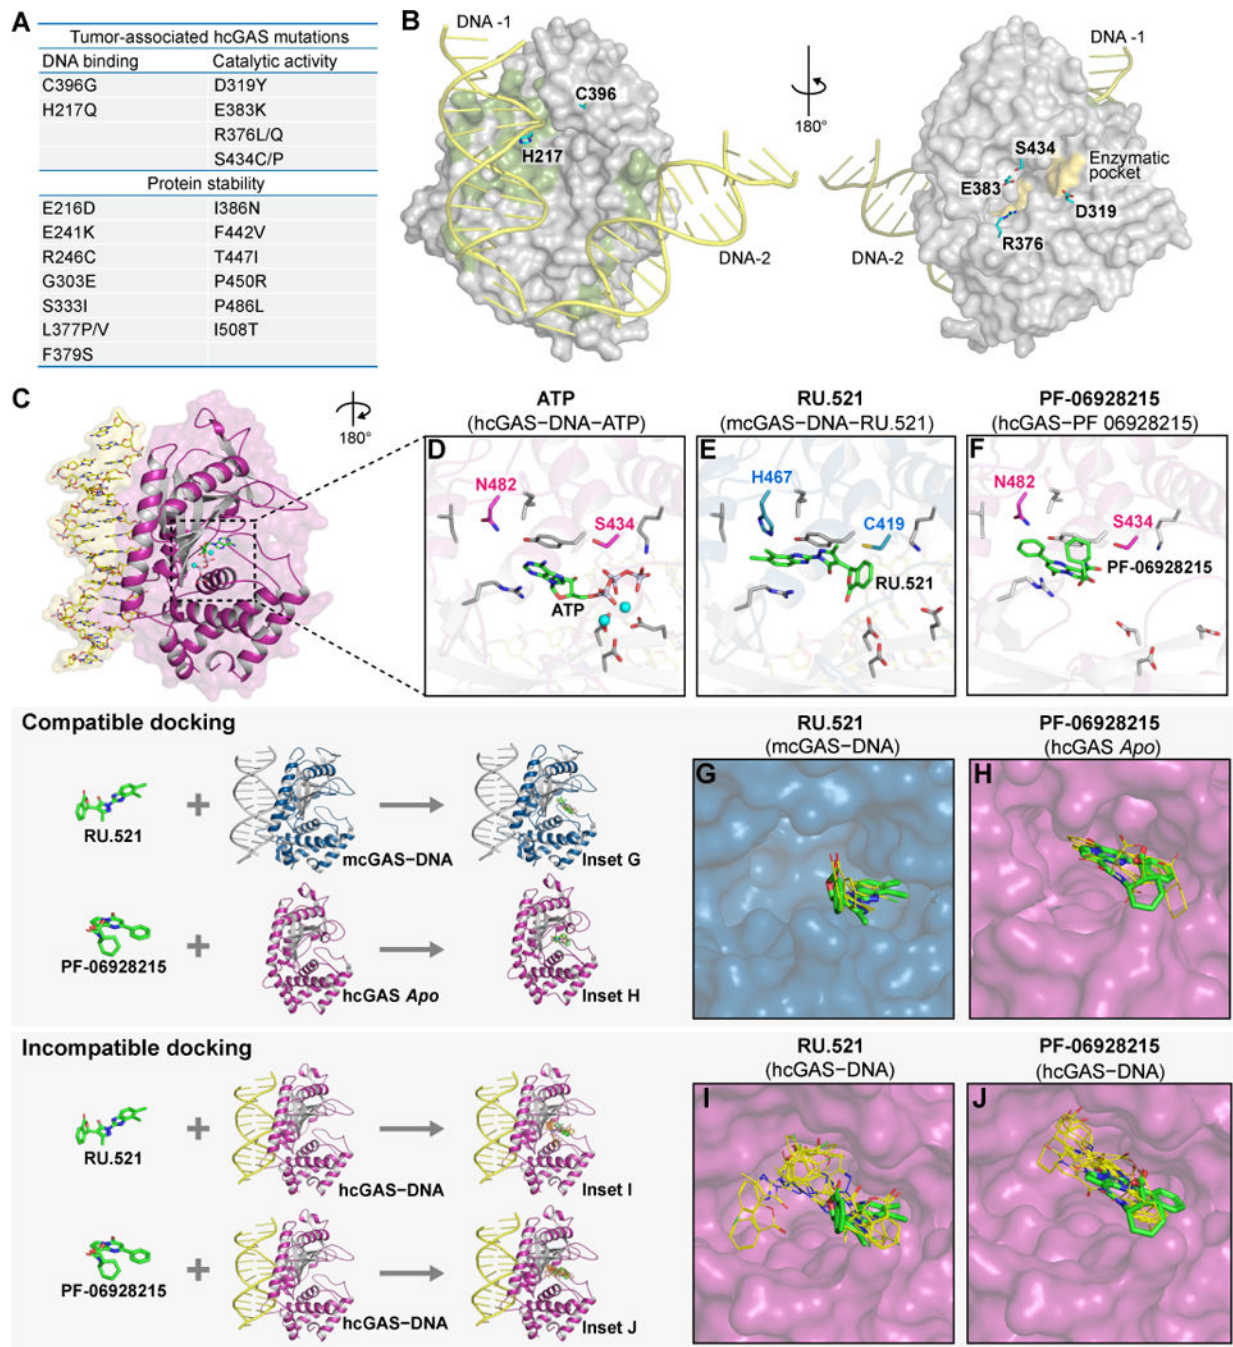 A
Tumor-associated hcGAS mutations
DNA binding Catalytic activity
C396G D319Y
H217Q E383K
R376L/Q
S434C/P
Protein stability
E216D I386N
E241K F442V
R246C T447I
G303E P450R
S333I P486L
L377P/V I508T
F379S
B
DNA -1
C396
H217
DNA-2
180°
DNA -1
S434
Enzymatic
pocket
E383
D319
R376
DNA-2
C
180°
ATP
(hcGAS–DNA–ATP)
D
N482
S434
ATP
RU.521
(mcGAS–DNA–RU.521)
E
H467
C419
RU.521
PF-06928215
(hcGAS–PF 06928215)
F
N482
S434
PF-06928215
Compatible docking
RU.521
+
mcGAS–DNA
Inset G
PF-06928215
+
hcGAS Apo
Inset H
RU.521
(mcGAS–DNA)
G
PF-06928215
(hcGAS Apo)
H
Incompatible docking
RU.521
+
hcGAS–DNA
Inset I
PF-06928215
+
hcGAS–DNA
Inset J
RU.521
(hcGAS–DNA)
I
PF-06928215
(hcGAS–DNA)
J